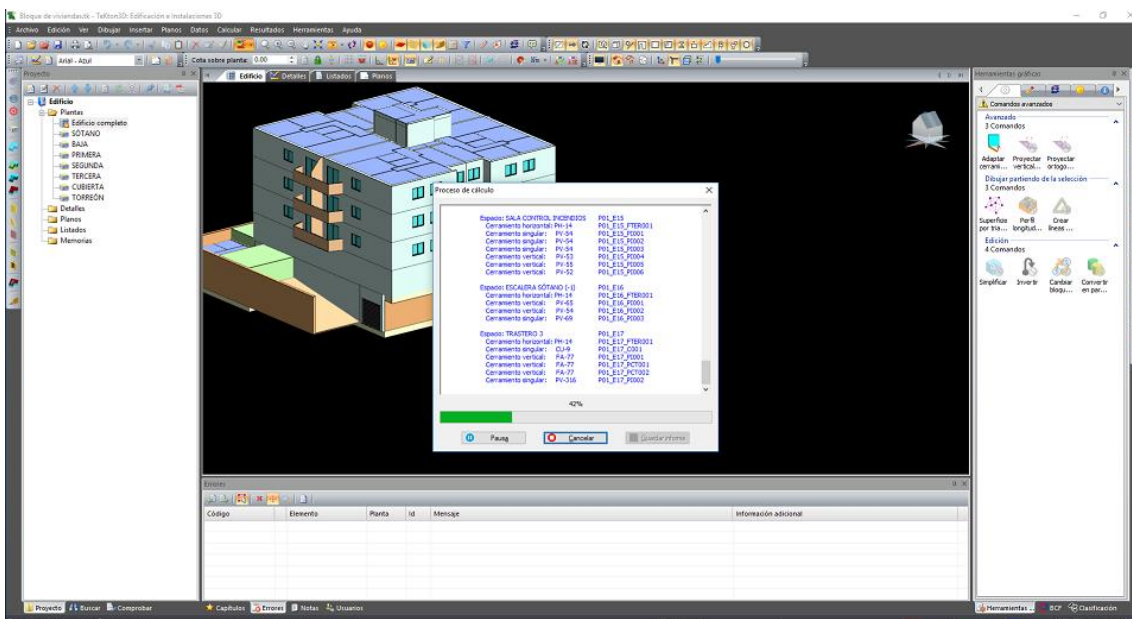 Bloque de viviendas.tk - TeKton3D: Edificación e Instalaciones 3D
Archivo Edición Ver Dibujar Insertar Planos Datos Calcular Resultados Herramientas Ayuda
Arial - Azul
Cota sobre planta: 0.00
Proyecto
Edificio
Plantas
Edificio completo
SÓTANO
BAJA
PRIMERA
SEGUNDA
TERCERA
CUBIERTA
TORREÓN
Detalles
Planos
Listados
Memorias
Edificio Detalles Listados Planos
Proceso de cálculo
Espacio: SALA CONTROL INCENDIOS P01_E15
Cerramiento horizontal: PH-14 P01_E15_FTER001
Cerramiento singular: PV-54 P01_E15_PI001
Cerramiento singular: PV-54 P01_E15_PI002
Cerramiento singular: PV-54 P01_E15_PI003
Cerramiento vertical: PV-53 P01_E15_PI004
Cerramiento vertical: PV-55 P01_E15_PI005
Cerramiento vertical: PV-52 P01_E15_PI006
Espacio: ESCALERA SÓTANO (-1) P01_E16
Cerramiento horizontal: PH-14 P01_E16_FTER001
Cerramiento vertical: PV-65 P01_E16_PI001
Cerramiento vertical: PV-54 P01_E16_PI002
Cerramiento singular: PV-69 P01_E16_PI003
Espacio: TRASTERO 3 P01_E17
Cerramiento horizontal: PH-14 P01_E17_FTER001
Cerramiento singular: CU-9 P01_E17_C001
Cerramiento vertical: FA-77 P01_E17_PI001
Cerramiento vertical: FA-77 P01_E17_PCT001
Cerramiento vertical: FA-77 P01_E17_PCT002
Cerramiento singular: PV-316 P01_E17_PI002
42%
Pausa Cancelar Guardar informe
Herramientas gráficas
Comandos avanzados
Avanzado
3 Comandos
Adaptar cerrami... Proyectar vertical... Proyectar ortogo...
Dibujar partiendo de la selección
3 Comandos
Superficie por tria... Perfil longitud... Crear líneas ...
Edición
4 Comandos
Simplificar Invertir Cambiar bloqu... Convertir en par...
Errores
Código Elemento Planta Id Mensaje Información adicional
Proyecto Buscar Comprobar
Capítulos Errores Notas Usuarios
Herramientas ... BCF Clasificación